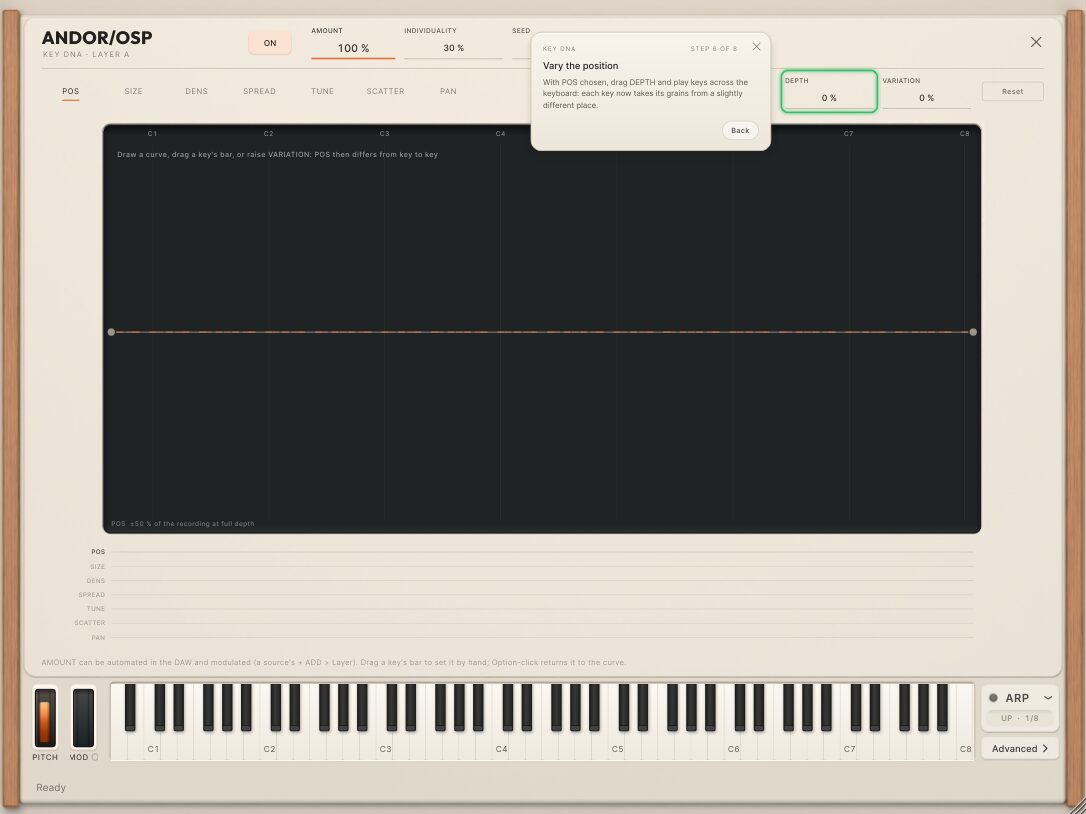 ANDOR/OSP
KEY DNA - LAYER A
ON
AMOUNT
100 %
INDIVIDUALITY
30 %
SEED
KEY DNA
STEP 6 OF 8
Vary the position
With POS chosen, drag DEPTH and play keys across the
keyboard: each key now takes its grains from a slightly
different place.
Back
POS
SIZE
DENS
SPREAD
TUNE
SCATTER
PAN
DEPTH
0 %
VARIATION
0 %
Reset
C1
C2
C3
C4
C7
C8
Draw a curve, drag a key's bar, or raise VARIATION: POS then differs from key to key
POS ±50 % of the recording at full depth
POS
SIZE
DENS
SPREAD
TUNE
SCATTER
PAN
AMOUNT can be automated in the DAW and modulated (a source's + ADD > Layer). Drag a key's bar to set it by hand; Option-click returns it to the curve.
PITCH
MOD
C1
C2
C3
C4
C5
C6
C7
C8
ARP
UP · 1/8
Advanced
Ready